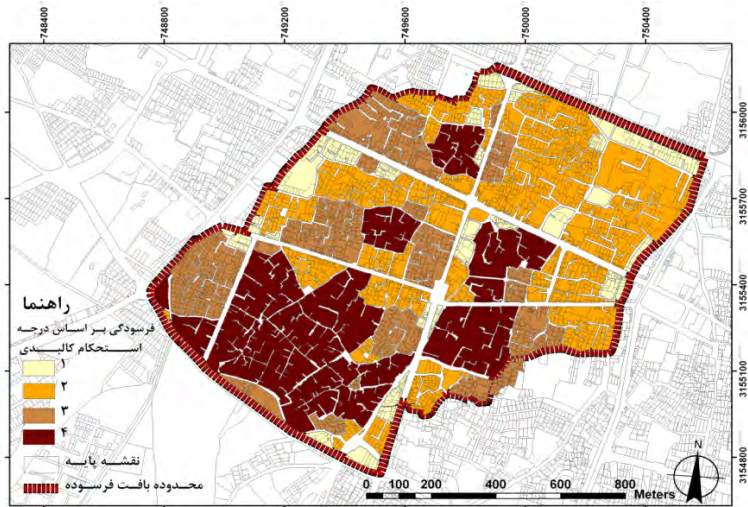 748400 748800 749200 749600 750000 750400
3156000
3155700
3155400
3155100
3154800
راهنما
فرسودگی بر اساس درجه
استحکام کالبدی
۱
۲
۳
۴
نقشه پایه
محدوده بافت فرسوده
N
0 100 200 400 600 800
Meters